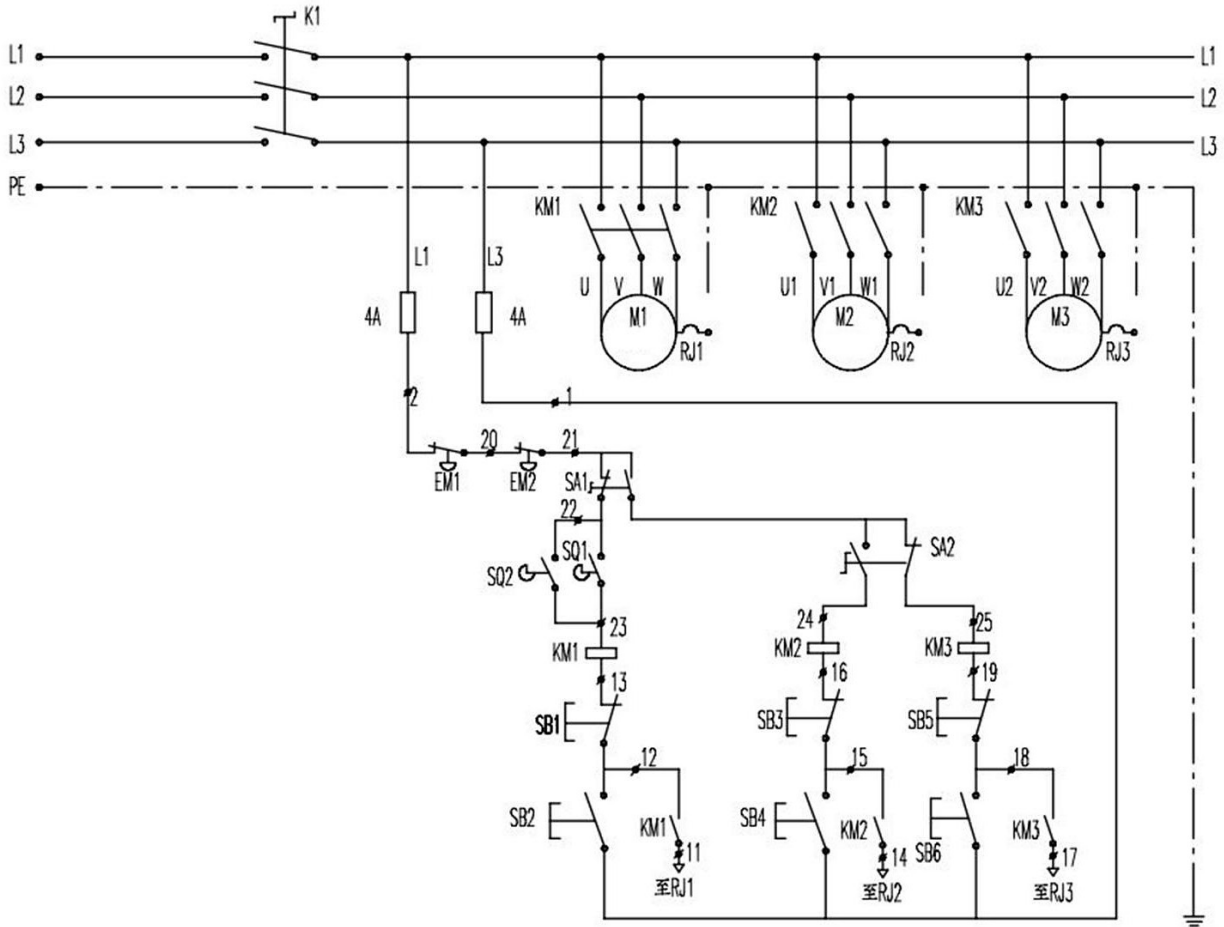 K1
L1
L1
L2
L2
L3
L3
PE
KM1
KM2
KM3
L1
L3
U
V
W
U1
V1
W1
U2
V2
W2
4A
4A
M1
M2
M3
RJ1
RJ2
RJ3
2
1
20
21
EM1
EM2
SA1
22
SQ1
SQ2
SA2
23
24
25
KM1
KM2
KM3
13
16
19
SB1
SB3
SB5
12
15
18
SB2
KM1
SB4
KM2
SB6
KM3
11
14
17
至RJ1
至RJ2
至RJ3